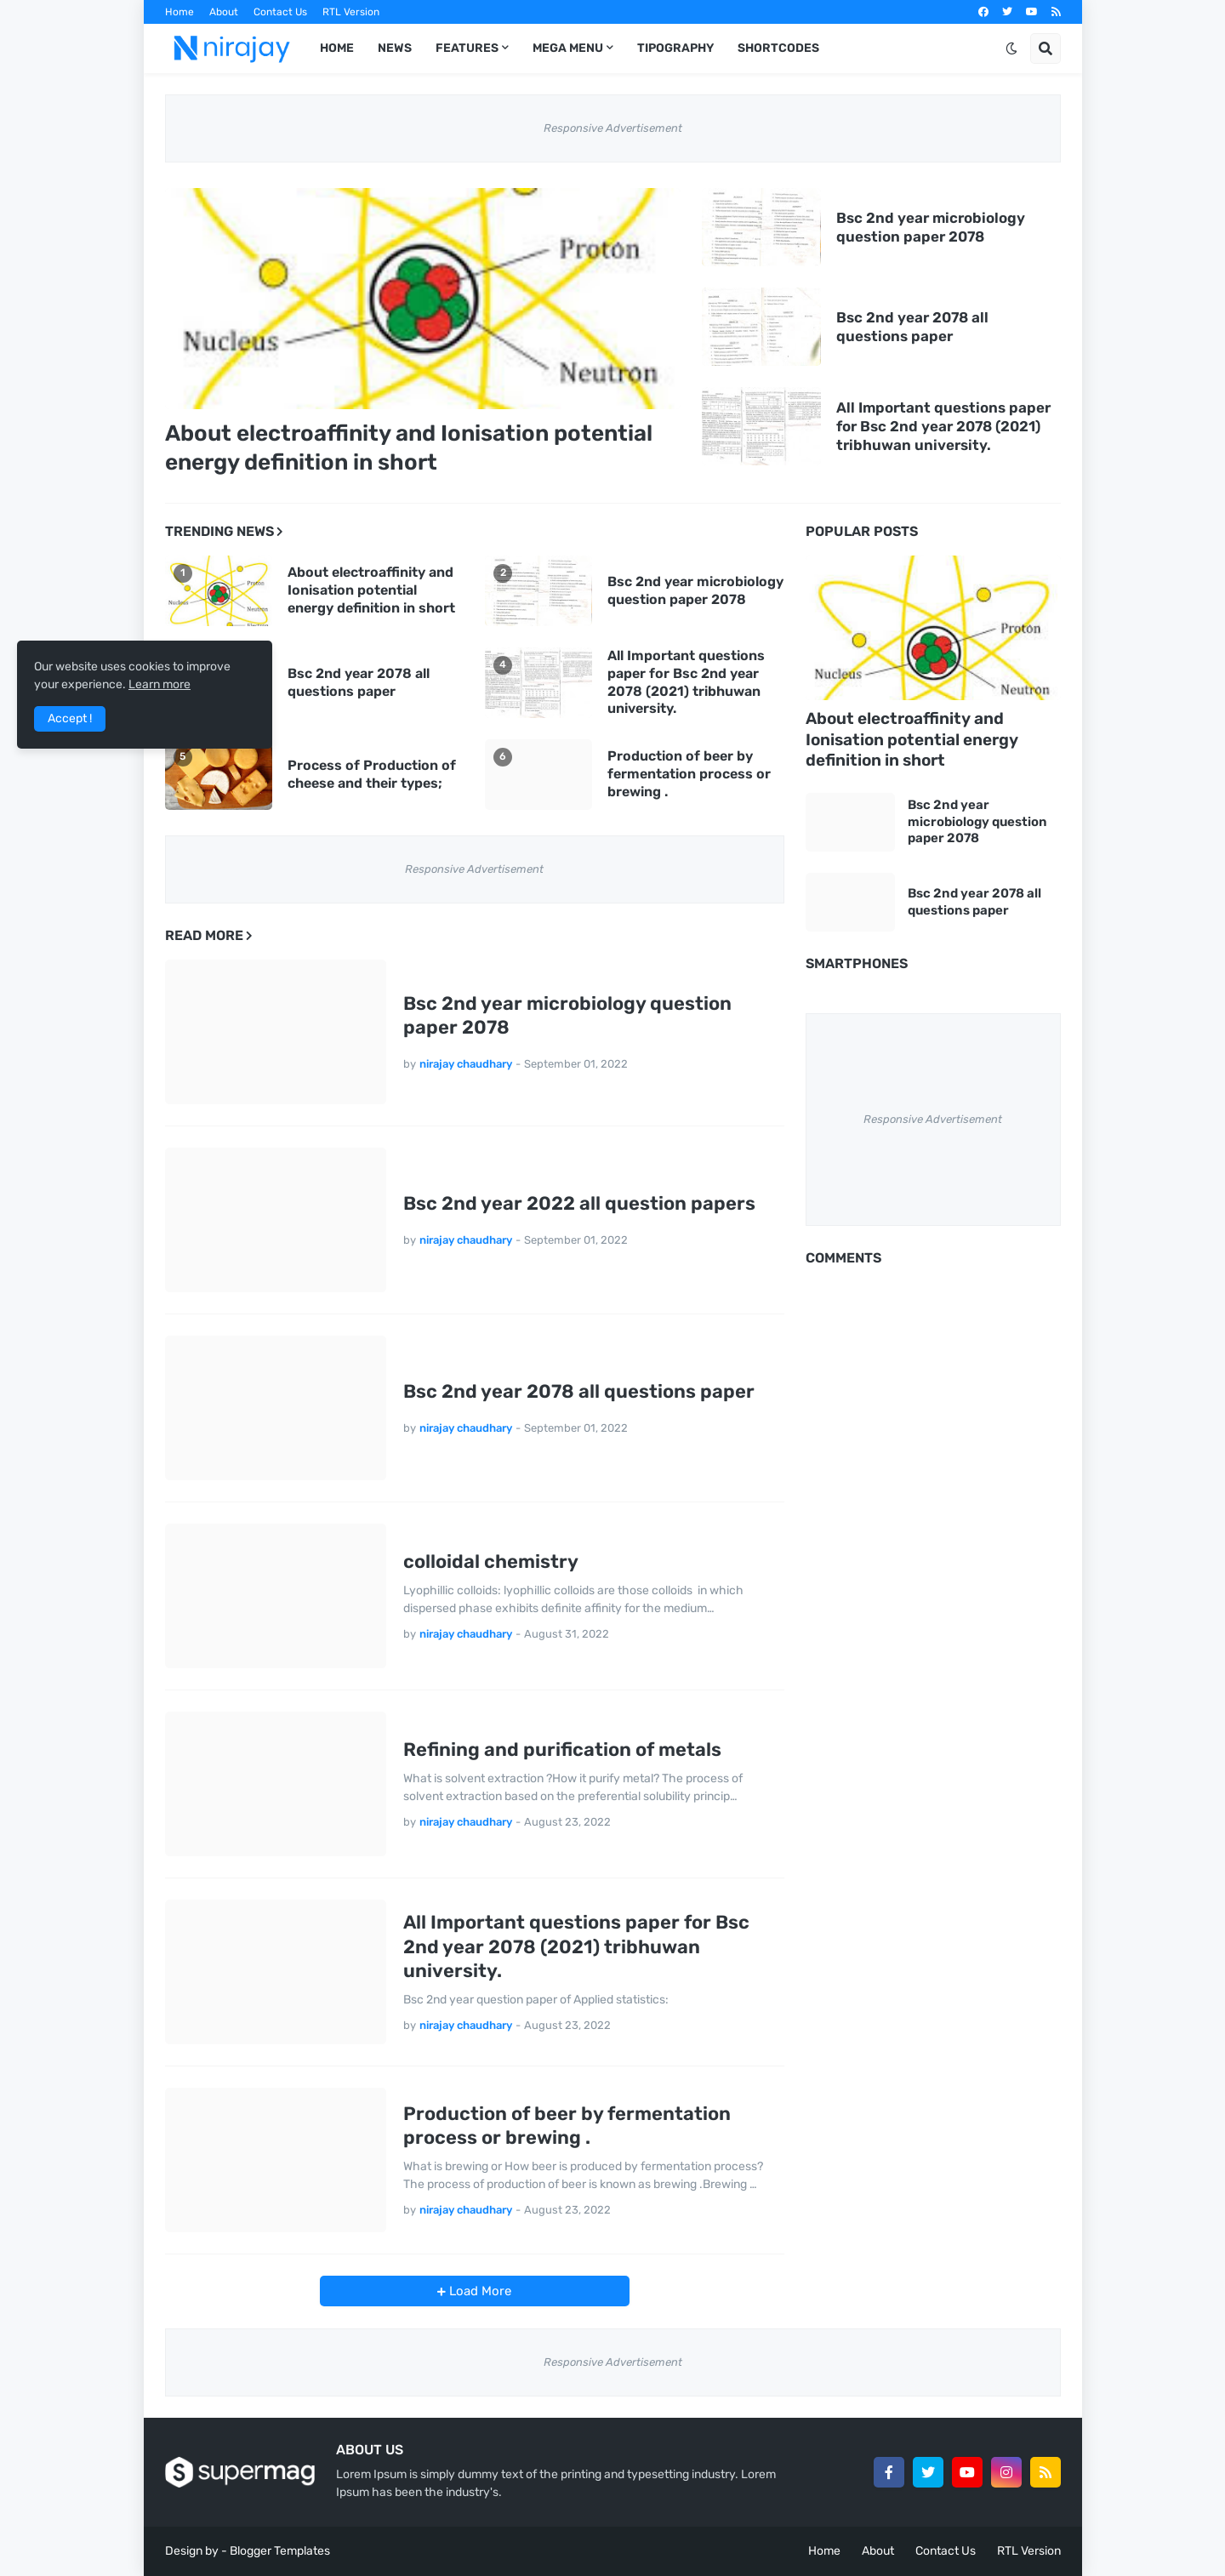 Home About Contact Us RTL Version
nirajay HOME NEWS FEATURES MEGA MENU TIPOGRAPHY SHORTCODES
Responsive Advertisement
Proton
Nucleus
Neutron
About electroaffinity and Ionisation potential
energy definition in short
Bsc 2nd year microbiology
question paper 2078
Bsc 2nd year 2078 all
questions paper
All Important questions paper
for Bsc 2nd year 2078 (2021)
tribhuwan university.
TRENDING NEWS
1
Proton
Nucleus
Neutron
About electroaffinity and
Ionisation potential
energy definition in short
2
Bsc 2nd year microbiology
question paper 2078
Bsc 2nd year 2078 all
questions paper
4
All Important questions
paper for Bsc 2nd year
2078 (2021) tribhuwan
university.
5
Process of Production of
cheese and their types;
6
Production of beer by
fermentation process or
brewing .
Our website uses cookies to improve
your experience. Learn more
Accept !
Responsive Advertisement
READ MORE
Bsc 2nd year microbiology question
paper 2078
by nirajay chaudhary - September 01, 2022
Bsc 2nd year 2022 all question papers
by nirajay chaudhary - September 01, 2022
Bsc 2nd year 2078 all questions paper
by nirajay chaudhary - September 01, 2022
colloidal chemistry
Lyophillic colloids: lyophillic colloids are those colloids in which
dispersed phase exhibits definite affinity for the medium…
by nirajay chaudhary - August 31, 2022
Refining and purification of metals
What is solvent extraction ?How it purify metal? The process of
solvent extraction based on the preferential solubility princip…
by nirajay chaudhary - August 23, 2022
All Important questions paper for Bsc
2nd year 2078 (2021) tribhuwan
university.
Bsc 2nd year question paper of Applied statistics:
by nirajay chaudhary - August 23, 2022
Production of beer by fermentation
process or brewing .
What is brewing or How beer is produced by fermentation process?
The process of production of beer is known as brewing .Brewing …
by nirajay chaudhary - August 23, 2022
Load More
POPULAR POSTS
Proton
Nucleus
Neutron
About electroaffinity and
Ionisation potential energy
definition in short
Bsc 2nd year
microbiology question
paper 2078
Bsc 2nd year 2078 all
questions paper
SMARTPHONES
Responsive Advertisement
COMMENTS
Responsive Advertisement
supermag
ABOUT US
Lorem Ipsum is simply dummy text of the printing and typesetting industry. Lorem
Ipsum has been the industry's.
Design by - Blogger Templates
Home About Contact Us RTL Version